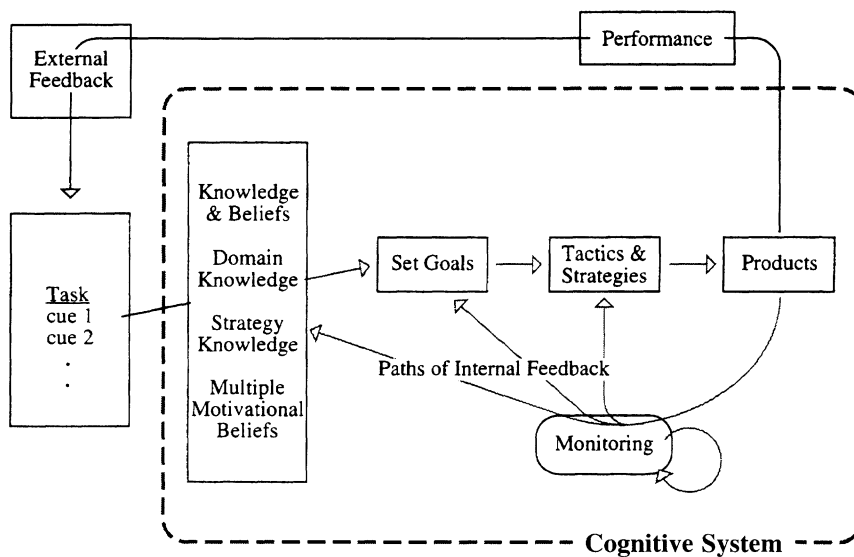 Performance
External
Feedback
Knowledge
& Beliefs
Domain
Knowledge
Strategy
Knowledge
Multiple
Motivational
Beliefs
Set Goals
Tactics &
Strategies
Products
Task
cue 1
cue 2
.
.
Paths of Internal Feedback
Monitoring
Cognitive System